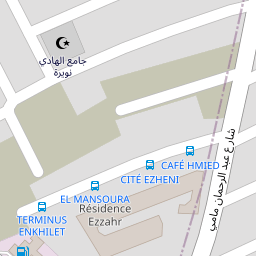 جامع الهادي
نويرة
شارع عبد الرحمان مامي
CAFÉ HMIED
CITÉ EZHENI
EL MANSOURA
TERMINUS
ENKHILET
Résidence
Ezzahr